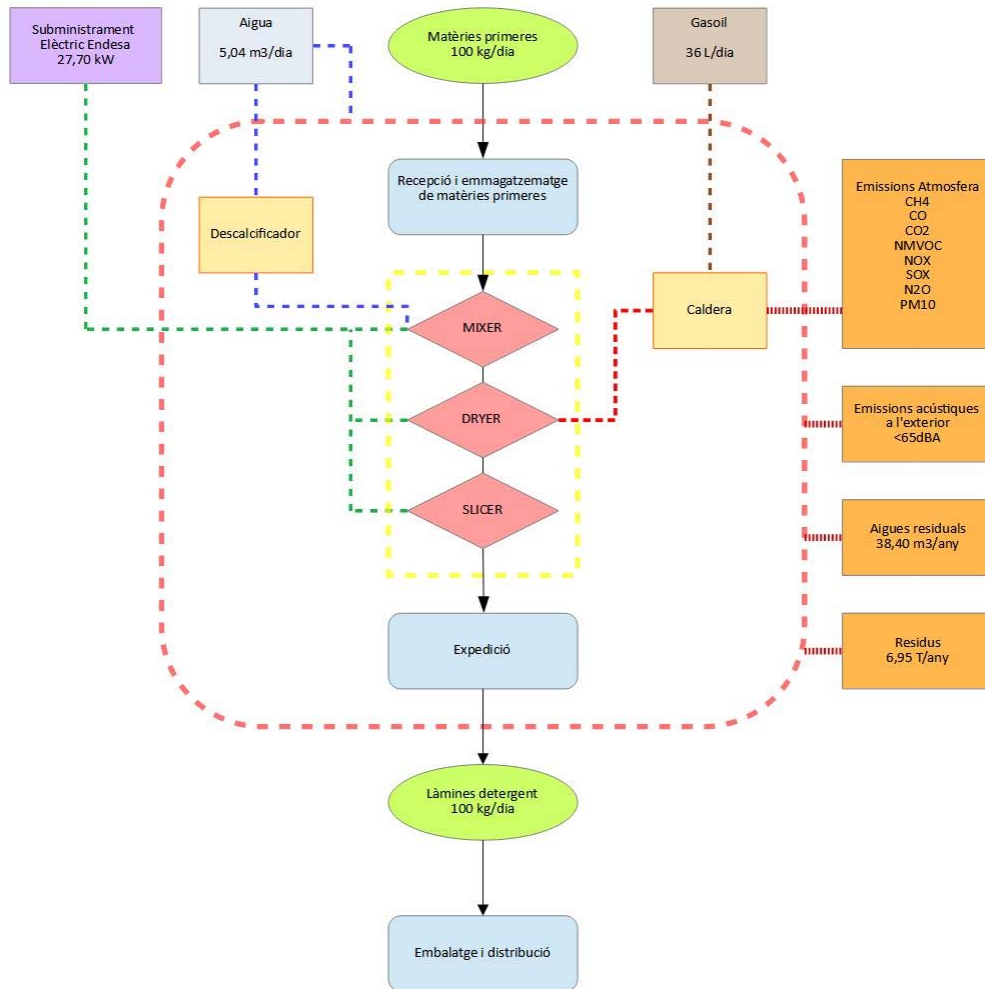 Subministrament
Elèctric Endesa
27,70 kW
Aigua
5,04 m3/dia
Matèries primeres
100 kg/dia
Gasoil
36 L/dia
Recepció i emmagatzematge
de matèries primeres
Descalcificador
Emissions Atmosfera
CH4
CO
CO2
NMVOC
NOX
SOX
N2O
PM10
MIXER
Caldera
DRYER
Emissions acústiques
a l'exterior
<65dBA
SLICER
Aigues residuals
38,40 m3/any
Expedició
Residus
6,95 T/any
Làmines detergent
100 kg/dia
Embalatge i distribució